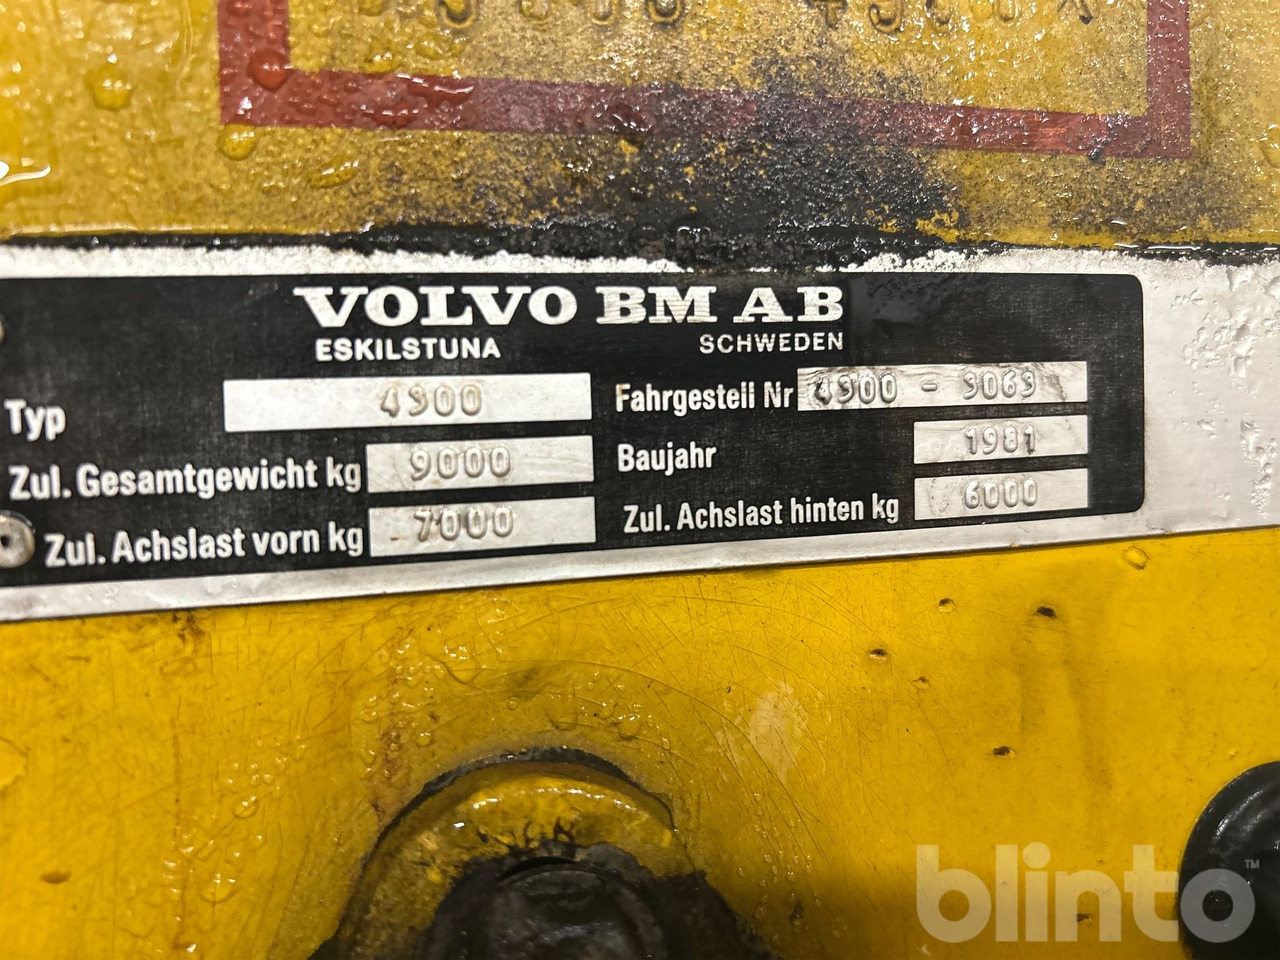 VOLVO BM AB
ESKILSTUNA SCHWEDEN
Typ 4300 Fahrgestell Nr 4300 - 3063
Zul. Gesamtgewicht kg 9000 Baujahr 1981
Zul. Achslast vorn kg 7000 Zul. Achslast hinten kg 6000
blinto™